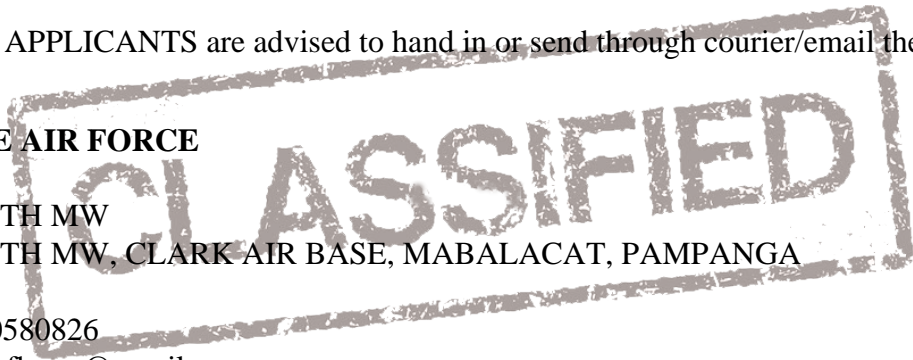 APPLICANTS are advised to hand in or send through courier/email the
E AIR FORCE
CLASSIFIED
TH MW
TH MW, CLARK AIR BASE, MABALACAT, PAMPANGA
0580826